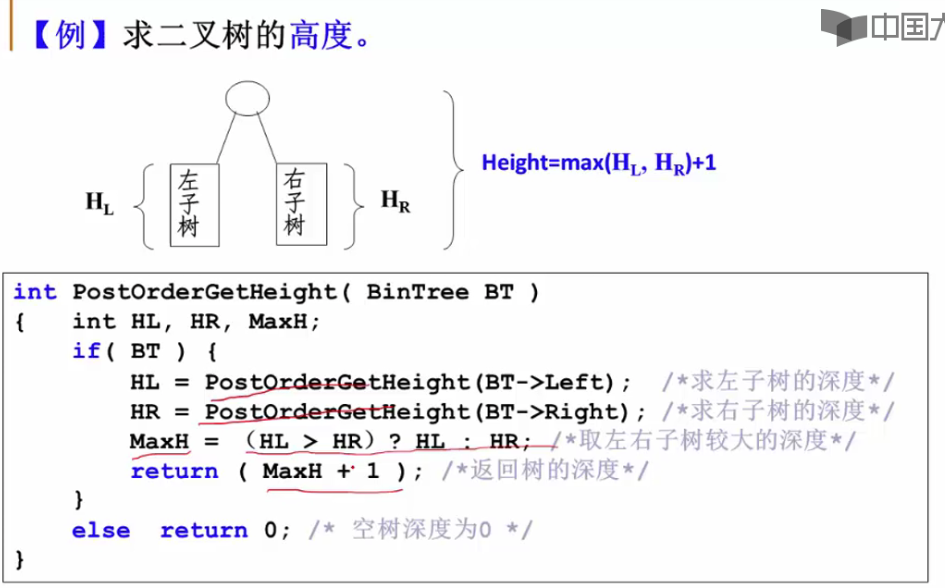 【例】求二叉树的高度。
中国大
左子树
右子树
HL
HR
Height=max(HL, HR)+1
int PostOrderGetHeight( BinTree BT )
{ int HL, HR, MaxH;
if( BT ) {
HL = PostOrderGetHeight(BT->Left); /*求左子树的深度*/
HR = PostOrderGetHeight(BT->Right); /*求右子树的深度*/
MaxH = （HL > HR）? HL : HR; /*取左右子树较大的深度*/
return ( MaxH + 1 ); /*返回树的深度*/
}
else return 0; /* 空树深度为0 */
}